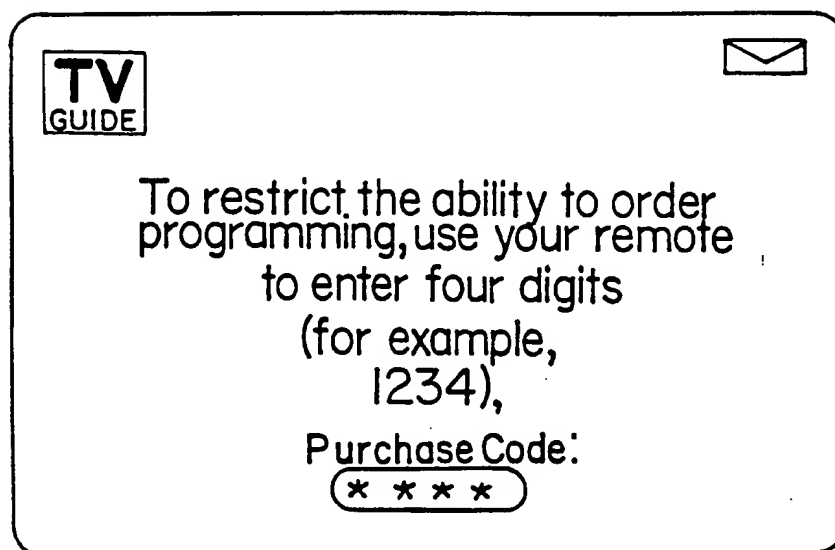 TV
GUIDE
To restrict the ability to order
programming, use your remote
to enter four digits
(for example,
1234),
Purchase Code:
* * * *